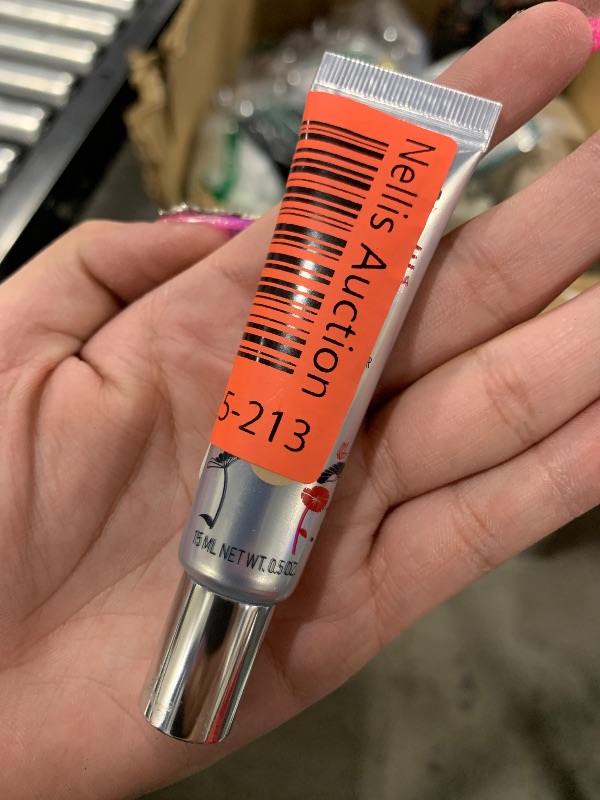 Nellis Auction
5-213
15 ML NET WT. 0.5 OZ